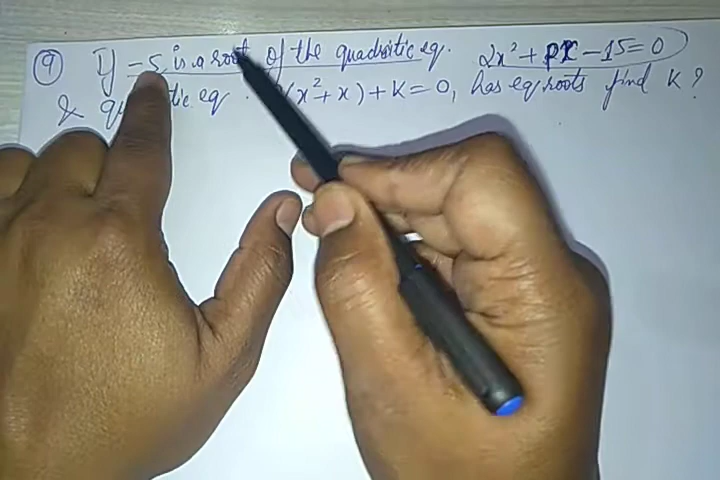 9 If -5 is a root of the quadratic eq. 2x² + px - 15 = 0
& eq. (x² + x) + K = 0, has eq roots find K?